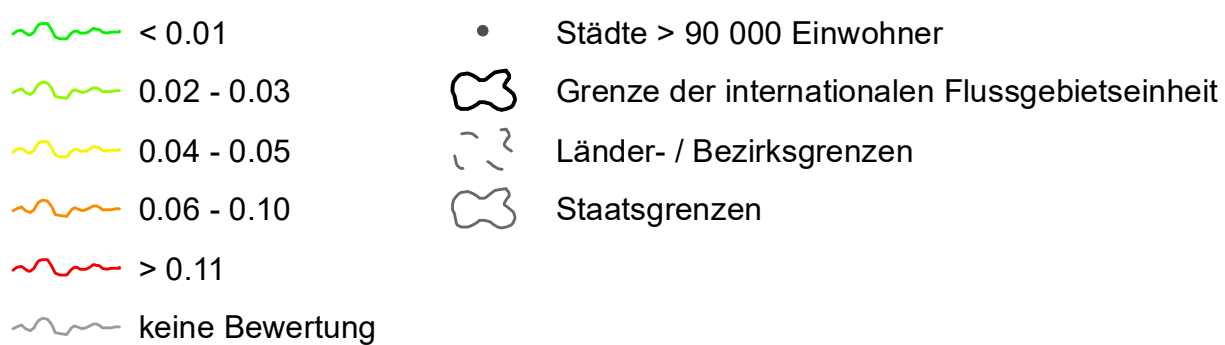 < 0.01
0.02 - 0.03
0.04 - 0.05
0.06 - 0.10
> 0.11
keine Bewertung
Städte > 90 000 Einwohner
Grenze der internationalen Flussgebietseinheit
Länder- / Bezirksgrenzen
Staatsgrenzen